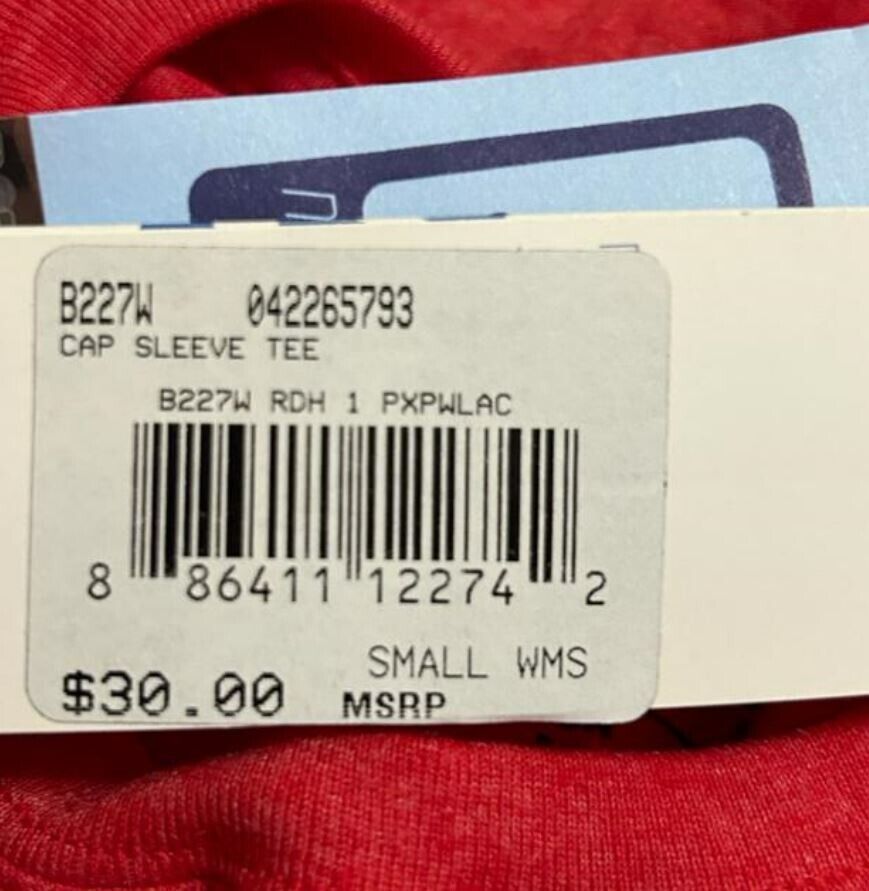 B227W 042265793
CAP SLEEVE TEE
B227W RDH 1 PXPWLAC
8 86411 12274 2
SMALL WMS
$30.00 MSRP